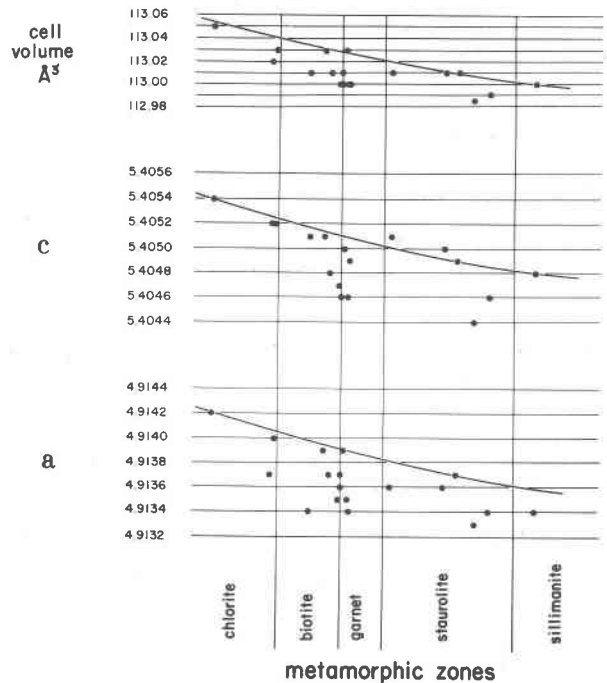 cell
volume
Å³
113.06
113.04
113.02
113.00
112.98
c
5.4056
5.4054
5.4052
5.4050
5.4048
5.4046
5.4044
a
4.9144
4.9142
4.9140
4.9138
4.9136
4.9134
4.9132
chlorite
biotite
garnet
staurolite
sillimanite
metamorphic zones